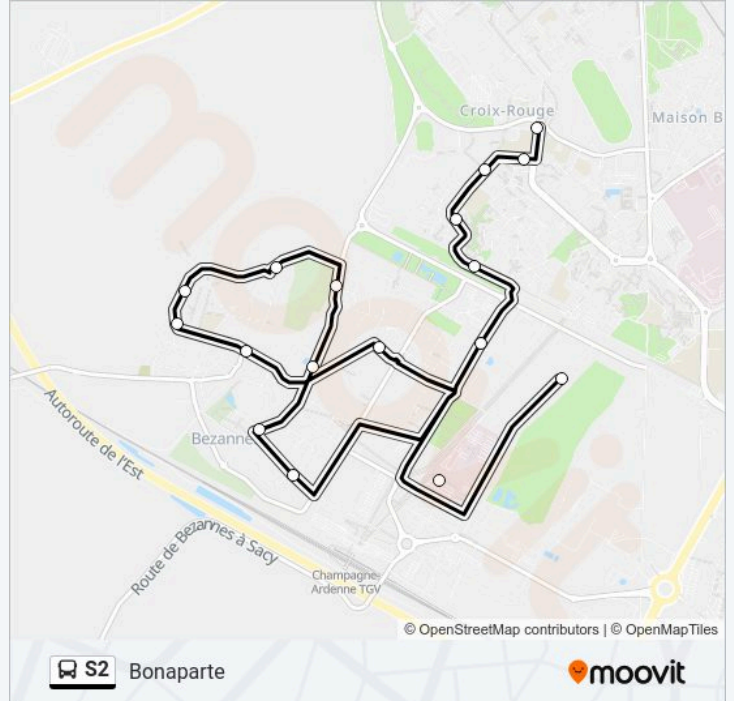 Croix-Rouge
Maison B
Bezanne
Autoroute de l'Est
Route de Bezannes à Sacy
Champagne-
Ardenne TGV
© OpenStreetMap contributors | © OpenMapTiles
S2 Bonaparte
moovit